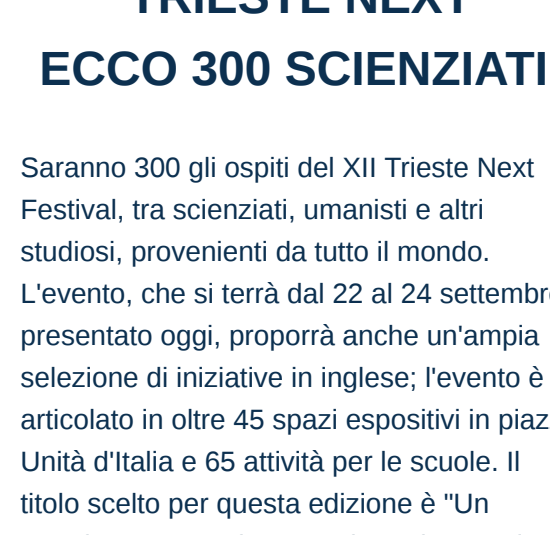 TRIESTE NEXT
ECCO 300 SCIENZIATI
Saranno 300 gli ospiti del XII Trieste Next
Festival, tra scienziati, umanisti e altri
studiosi, provenienti da tutto il mondo.
L'evento, che si terrà dal 22 al 24 settembre
presentato oggi, proporrà anche un'ampia
selezione di iniziative in inglese; l'evento è
articolato in oltre 45 spazi espositivi in piaz
Unità d'Italia e 65 attività per le scuole. Il
titolo scelto per questa edizione è "Un